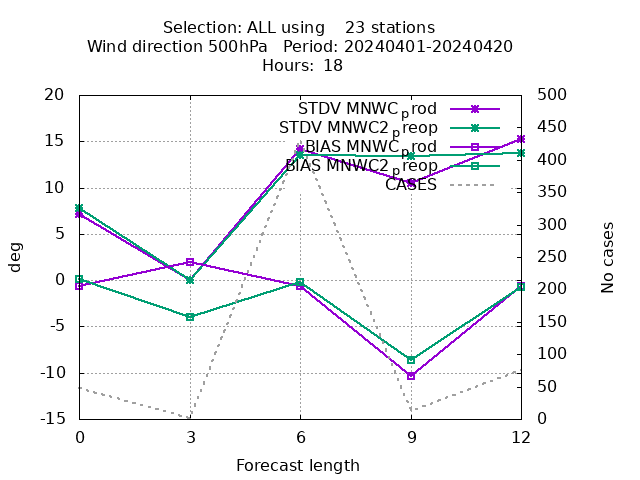 Selection: ALL using    23 stations
Wind direction 500hPa   Period: 20240401-20240420
Hours: 18
STDV MNWC_prod
STDV MNWC2_preop
BIAS MNWC_prod
BIAS MNWC2_preop
CASES
20
15
10
5
0
-5
-10
-15
deg
500
450
400
350
300
250
200
150
100
50
0
No cases
0 3 6 9 12
Forecast length